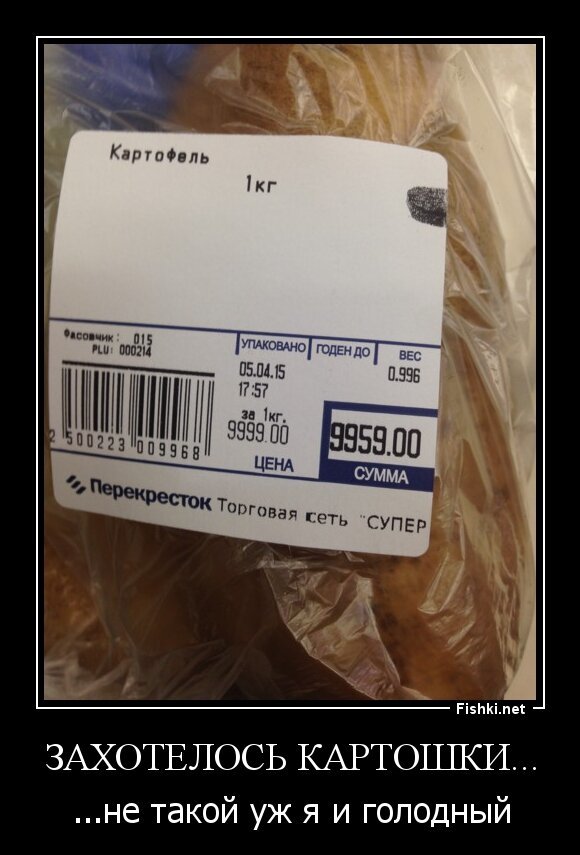 Картофель
1кг
Фасовчик: 015
PLU: 000214
УПАКОВАНО ГОДЕН ДО ВЕС
05.04.15 0.996
17:57
за 1кг.
9999.00 9959.00
ЦЕНА СУММА
2 500223 009968
Перекресток Торговая сеть "СУПЕР
Fishki.net
ЗАХОТЕЛОСЬ КАРТОШКИ...
...не такой уж я и голодный